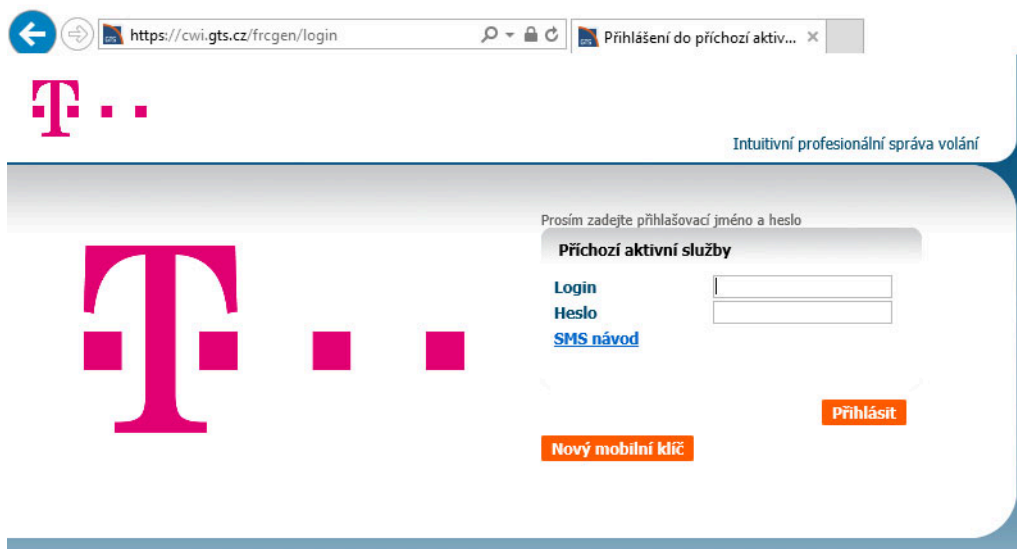 https://cwi.gts.cz/frcgen/login
Přihlášení do příchozí aktiv...
T
Intuitivní profesionální správa volání
Prosím zadejte přihlašovací jméno a heslo
Příchozí aktivní služby
Login
Heslo
SMS návod
Přihlásit
Nový mobilní klíč
T